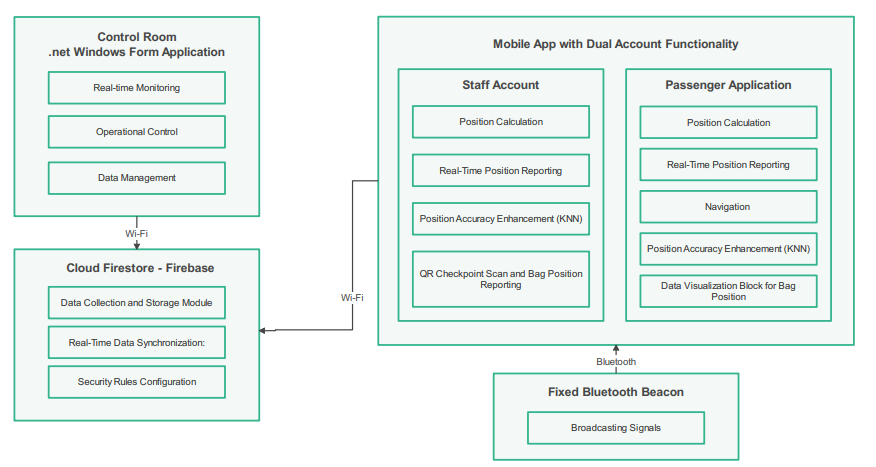 Control Room
.net Windows Form Application
Real-time Monitoring
Operational Control
Data Management
Wi-Fi
Cloud Firestore - Firebase
Data Collection and Storage Module
Real-Time Data Synchronization:
Security Rules Configuration
Wi-Fi
Mobile App with Dual Account Functionality
Staff Account
Position Calculation
Real-Time Position Reporting
Position Accuracy Enhancement (KNN)
QR Checkpoint Scan and Bag Position
Reporting
Passenger Application
Position Calculation
Real-Time Position Reporting
Navigation
Position Accuracy Enhancement (KNN)
Data Visualization Block for Bag
Position
Bluetooth
Fixed Bluetooth Beacon
Broadcasting Signals